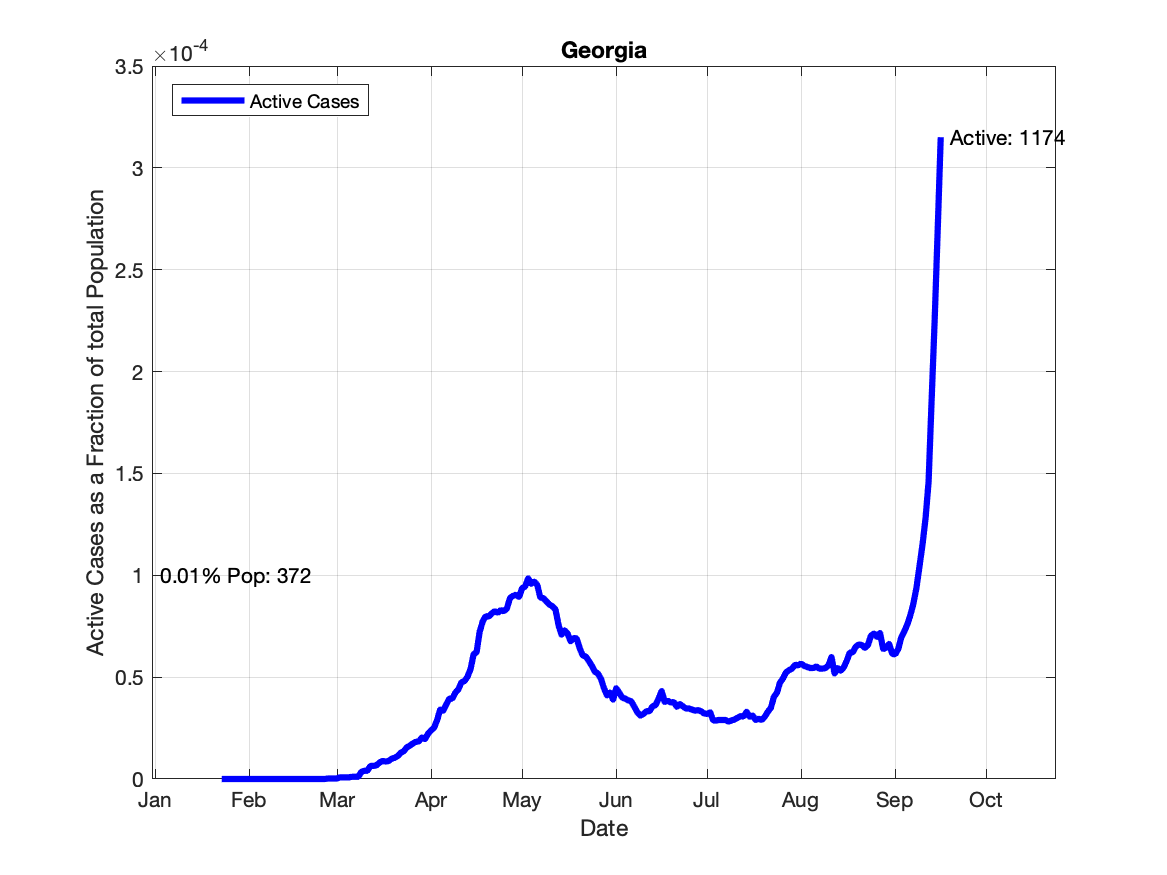 Georgia
×10-4
3.5
3
2.5
2
1.5
1
0.5
0
Active Cases as a Fraction of total Population
Active Cases
Active: 1174
0.01% Pop: 372
Jan Feb Mar Apr May Jun Jul Aug Sep Oct
Date